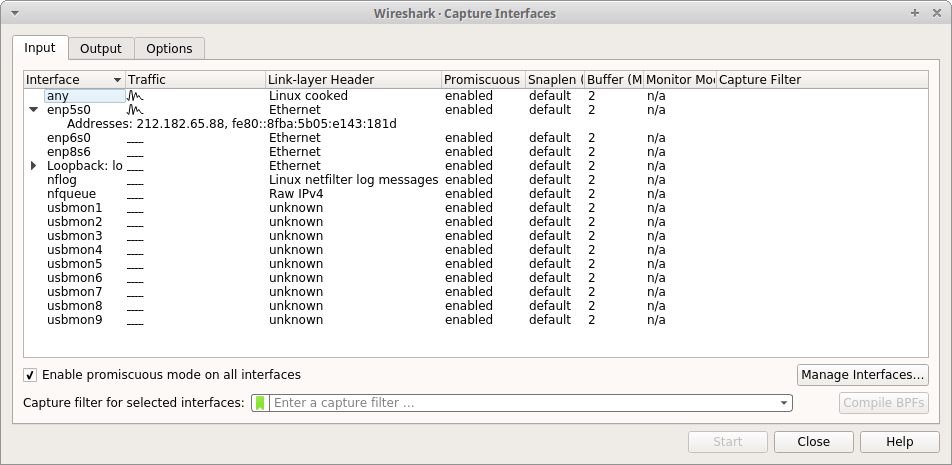 Wireshark · Capture Interfaces
Input Output Options
Interface Traffic Link-layer Header Promiscuous Snaplen ( Buffer (M Monitor Mod Capture Filter
any Linux cooked enabled default 2 n/a
enp5s0 Ethernet enabled default 2 n/a
Addresses: 212.182.65.88, fe80::8fba:5b05:e143:181d
enp6s0 Ethernet enabled default 2 n/a
enp8s6 Ethernet enabled default 2 n/a
Loopback: lo Ethernet enabled default 2 n/a
nflog Linux netfilter log messages enabled default 2 n/a
nfqueue Raw IPv4 enabled default 2 n/a
usbmon1 unknown enabled default 2 n/a
usbmon2 unknown enabled default 2 n/a
usbmon3 unknown enabled default 2 n/a
usbmon4 unknown enabled default 2 n/a
usbmon5 unknown enabled default 2 n/a
usbmon6 unknown enabled default 2 n/a
usbmon7 unknown enabled default 2 n/a
usbmon8 unknown enabled default 2 n/a
usbmon9 unknown enabled default 2 n/a
Enable promiscuous mode on all interfaces Manage Interfaces...
Capture filter for selected interfaces: Enter a capture filter ... Compile BPFs
Start Close Help